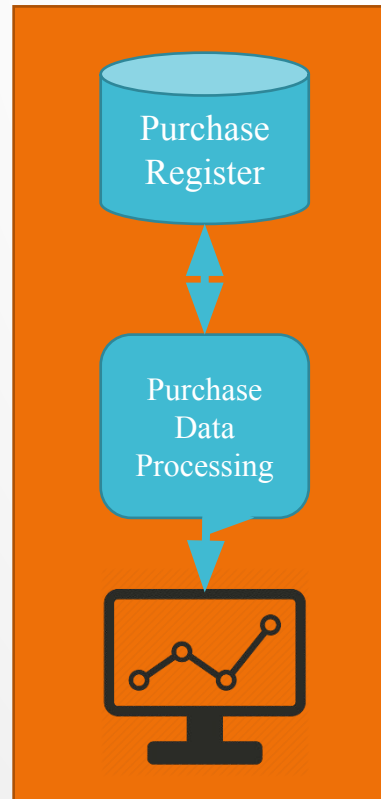 Purchase
Register
Purchase
Data
Processing